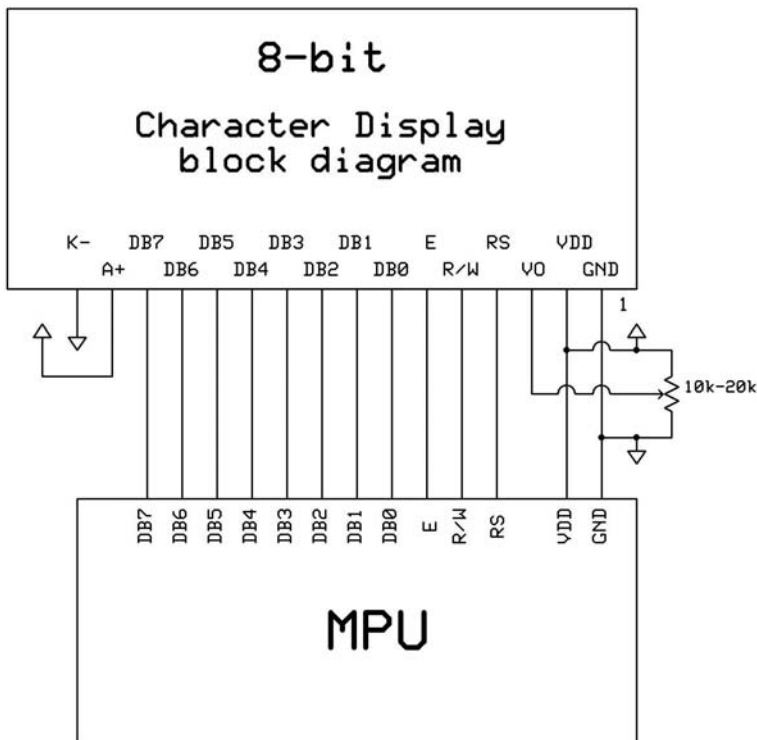 8-bit
Character Display
block diagram
K- DB7 DB5 DB3 DB1 E RS VDD
A+ DB6 DB4 DB2 DB0 R/W VO GND
1
10k-20k
DB7 DB6 DB5 DB4 DB3 DB2 DB1 DB0 E R/W RS VDD GND
MPU